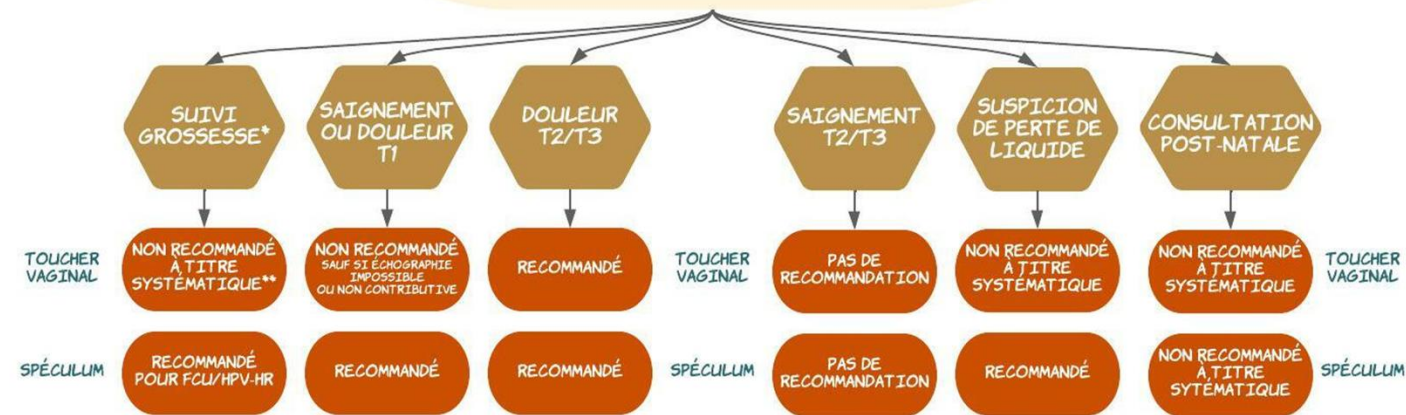 SUIVI
GROSSESSE*
SAIGNEMENT
OU DOULEUR
T1
DOULEUR
T2/T3
SAIGNEMENT
T2/T3
SUSPICION
DE PERTE DE
LIQUIDE
CONSULTATION
POST-NATALE
TOUCHER
VAGINAL
NON RECOMMANDÉ
À TITRE
SYSTÉMATIQUE**
NON RECOMMANDÉ
SAUF SI ÉCHOGRAPHIE
IMPOSSIBLE
OU NON CONTRIBUTIVE
RECOMMANDÉ
TOUCHER
VAGINAL
PAS DE
RECOMMANDATION
NON RECOMMANDÉ
À TITRE
SYSTÉMATIQUE
NON RECOMMANDÉ
À TITRE
SYSTÉMATIQUE
TOUCHER
VAGINAL
SPÉCULUM
RECOMMANDÉ
POUR FCU/HPV-HR
RECOMMANDÉ
RECOMMANDÉ
SPÉCULUM
PAS DE
RECOMMANDATION
RECOMMANDÉ
NON RECOMMANDÉ
À TITRE
SYTÉMATIQUE
SPÉCULUM